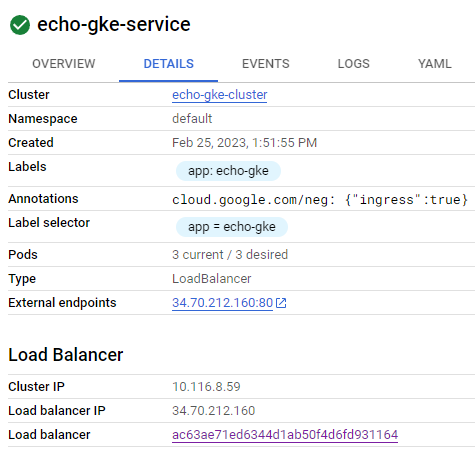 echo-gke-service
OVERVIEW DETAILS EVENTS LOGS YAML
Cluster echo-gke-cluster
Namespace default
Created Feb 25, 2023, 1:51:55 PM
Labels app: echo-gke
Annotations cloud.google.com/neg: {"ingress":true}
Label selector app = echo-gke
Pods 3 current / 3 desired
Type LoadBalancer
External endpoints 34.70.212.160:80
Load Balancer
Cluster IP 10.116.8.59
Load balancer IP 34.70.212.160
Load balancer ac63ae71ed6344d1ab50f4d6fd931164